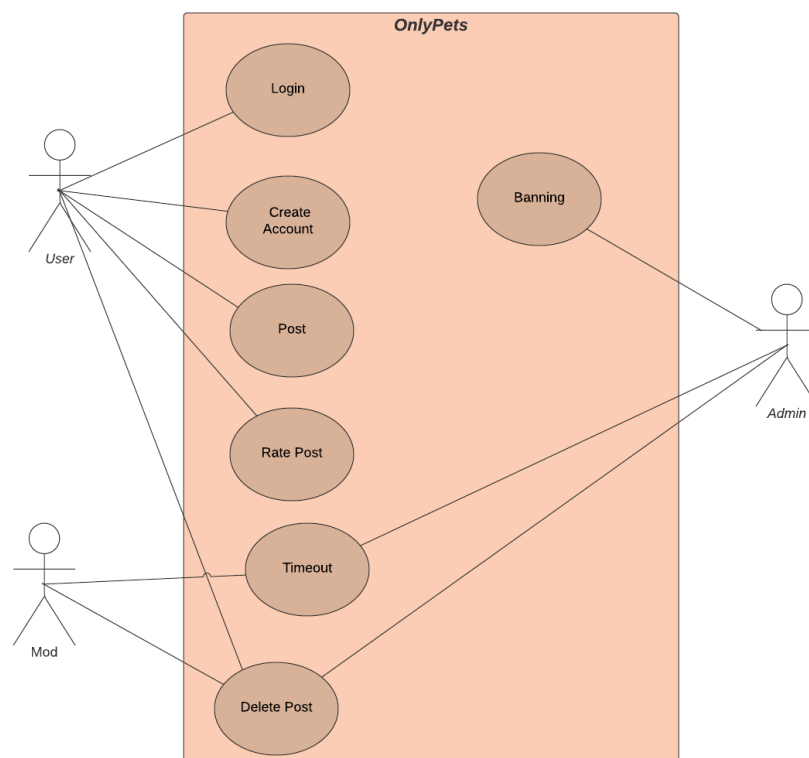 OnlyPets
Login
Banning
Create
Account
User
Post
Admin
Rate Post
Timeout
Mod
Delete Post